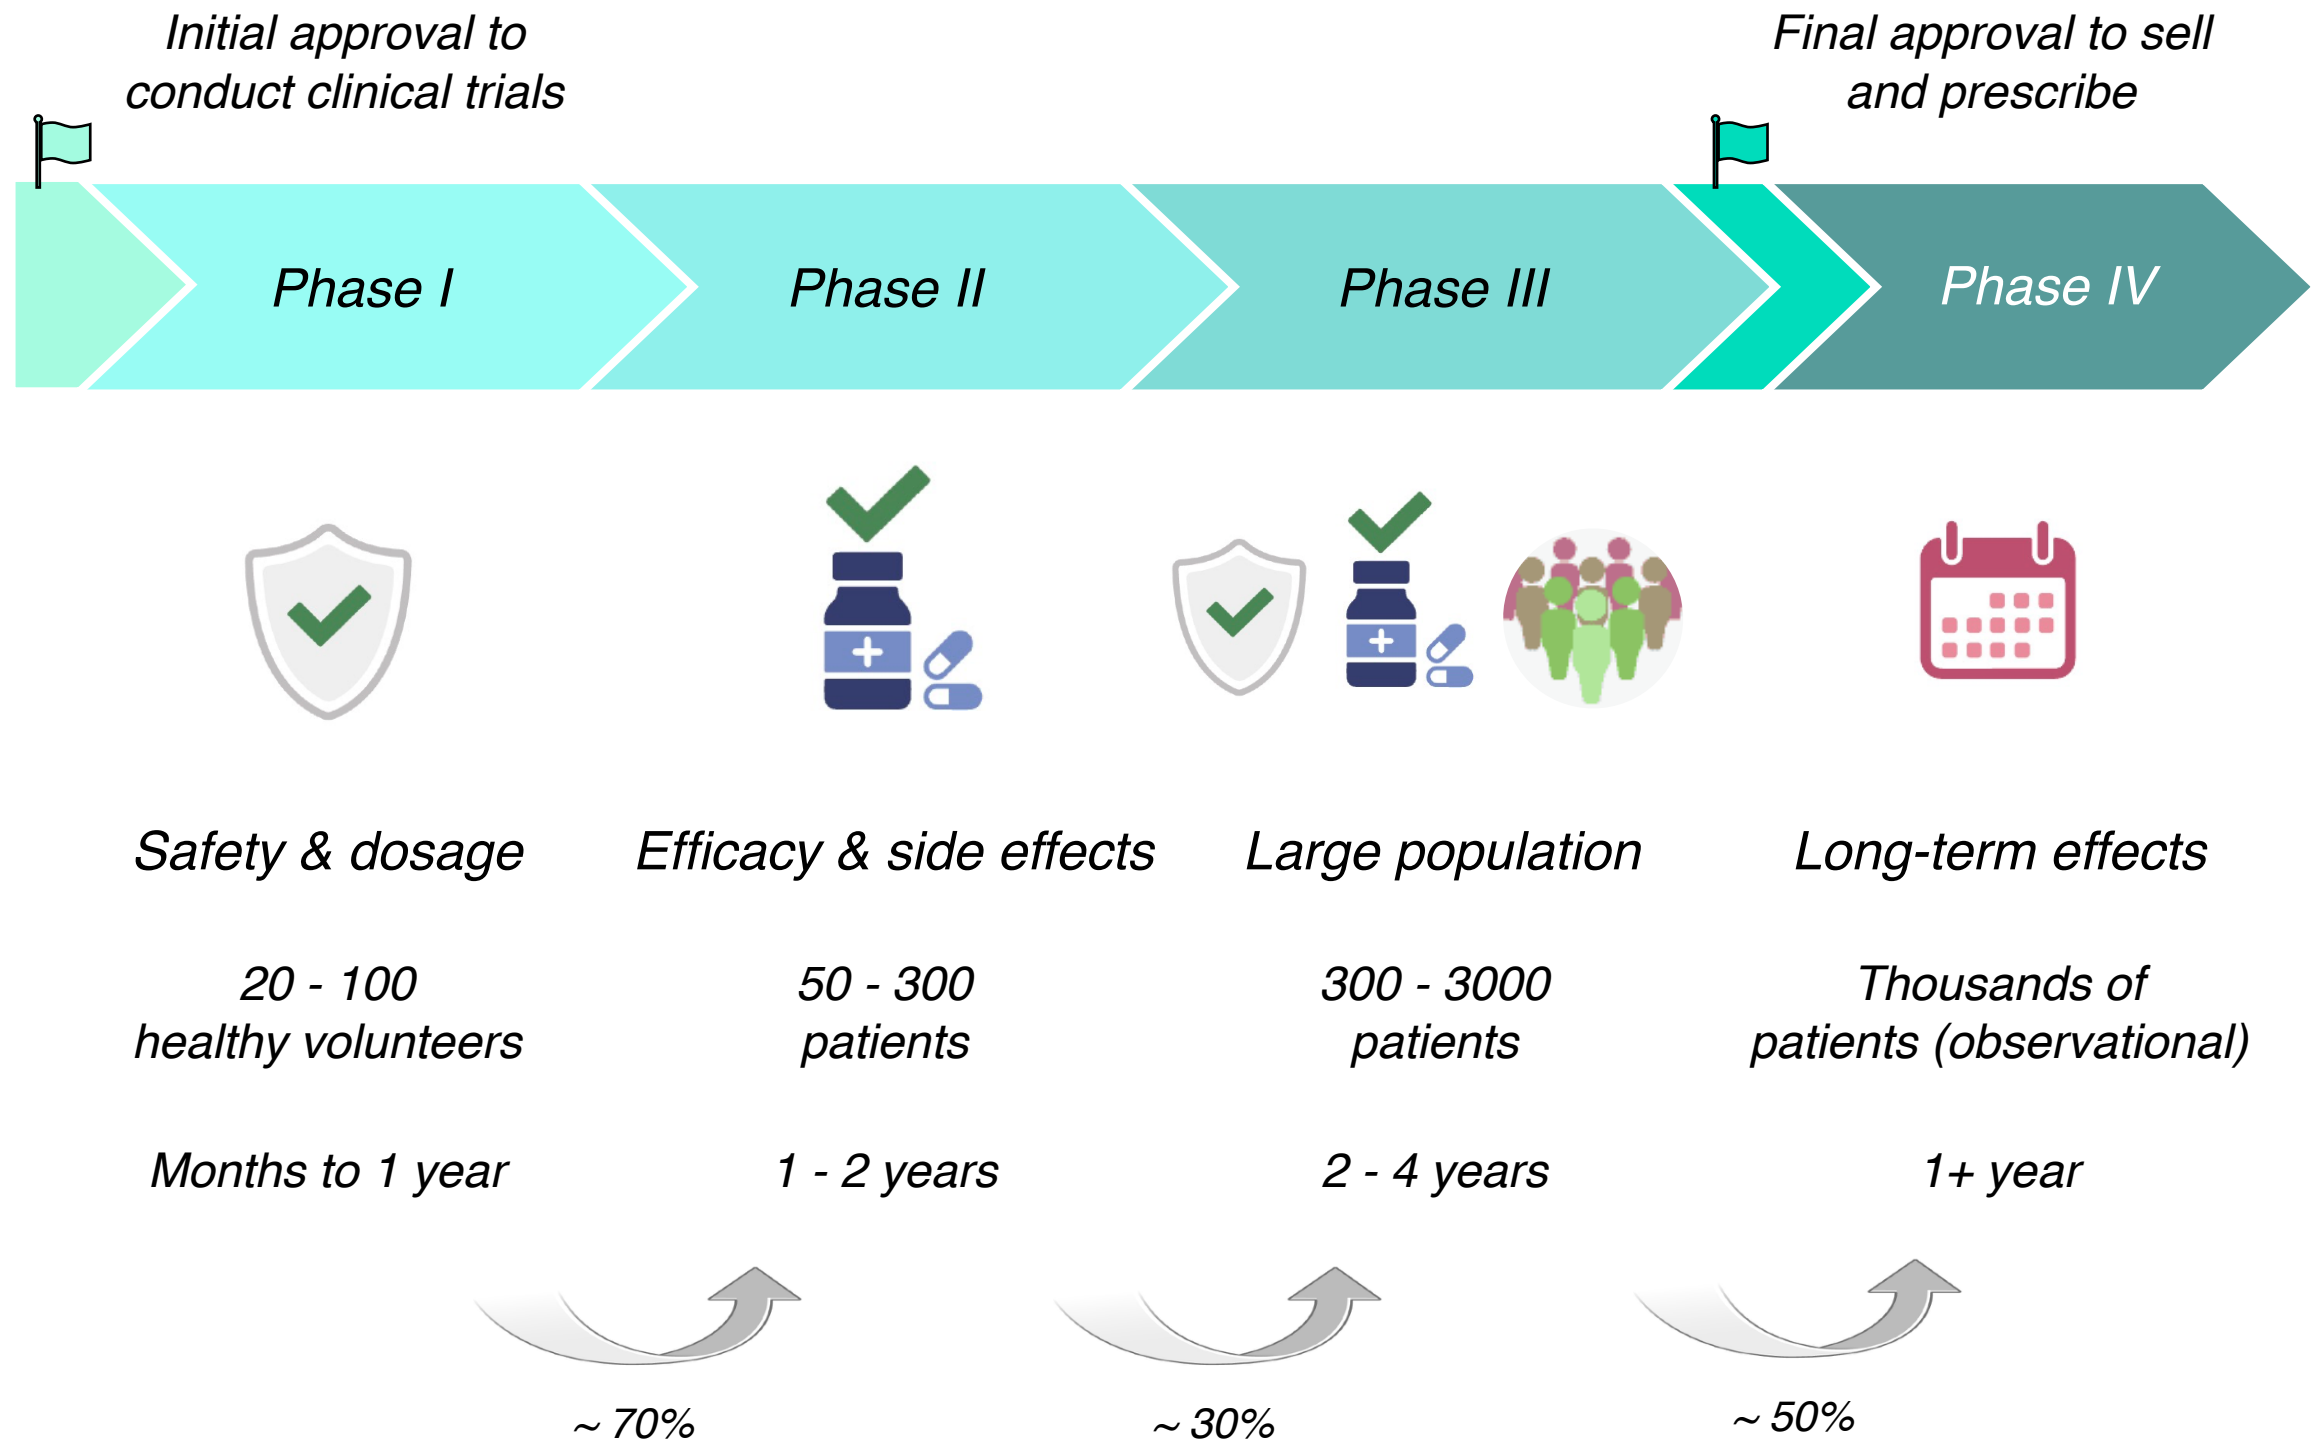 Initial approval to
conduct clinical trials
Final approval to sell
and prescribe
Phase I
Phase II
Phase III
Phase IV
Safety & dosage
Efficacy & side effects
Large population
Long-term effects
20 - 100
healthy volunteers
50 - 300
patients
300 - 3000
patients
Thousands of
patients (observational)
Months to 1 year
1 - 2 years
2 - 4 years
1+ year
~ 70%
~ 30%
~ 50%